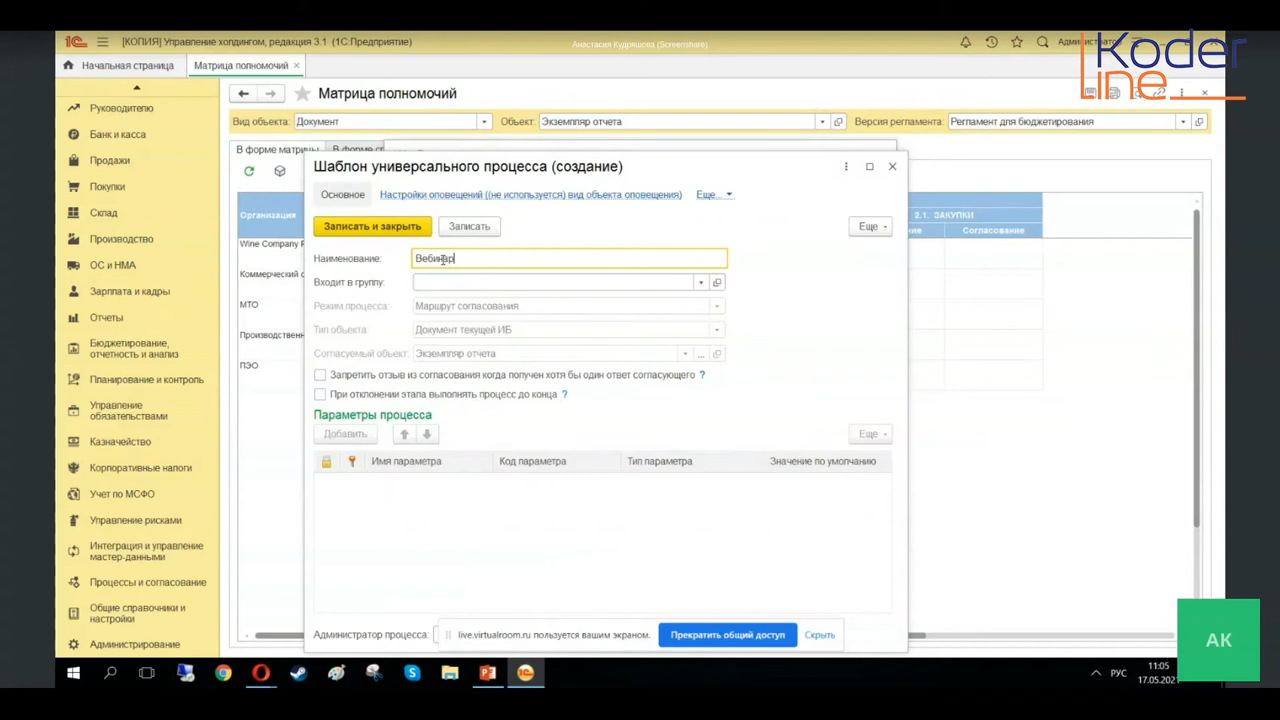 [КОПИЯ] Управление холдингом, редакция 3.1 (1С:Предприятие)
Анастасия Кудряшова (Screenshare)
Koder
line
Начальная страница
Матрица полномочий
Руководителю
Банк и касса
Продажи
Покупки
Склад
Производство
ОС и НМА
Зарплата и кадры
Отчеты
Бюджетирование,
отчетность и анализ
Планирование и контроль
Управление
обязательствами
Казначейство
Корпоративные налоги
Учет по МСФО
Управление рисками
Интеграция и управление
мастер-данными
Процессы и согласование
Общие справочники и
настройки
Администрирование
Матрица полномочий
Вид объекта: Документ
Объект: Экземпляр отчета
Версия регламента: Регламент для бюджетирования
В форме матрицы
Организация
2.1. ЗАКУПКИ
Согласование
Wine Company
МТО
ПЭО
Шаблон универсального процесса (создание)
Основное
Настройки оповещений ((не используется) вид объекта оповещения)
Еще...
Записать и закрыть
Записать
Еще
Наименование: Вебинар
Входит в группу:
Режим процесса: Маршрут согласования
Тип объекта: Документ текущей ИБ
Согласуемый объект: Экземпляр отчета
Запретить отзыв из согласования когда получен хотя бы один ответ согласующего ?
При отклонении этапа выполнять процесс до конца ?
Параметры процесса
Добавить
Еще
Имя параметра
Код параметра
Тип параметра
Значение по умолчанию
Администратор процесса:
live.virtualroom.ru пользуется вашим экраном.
Прекратить общий доступ
Скрыть
АК
РУС
11:05